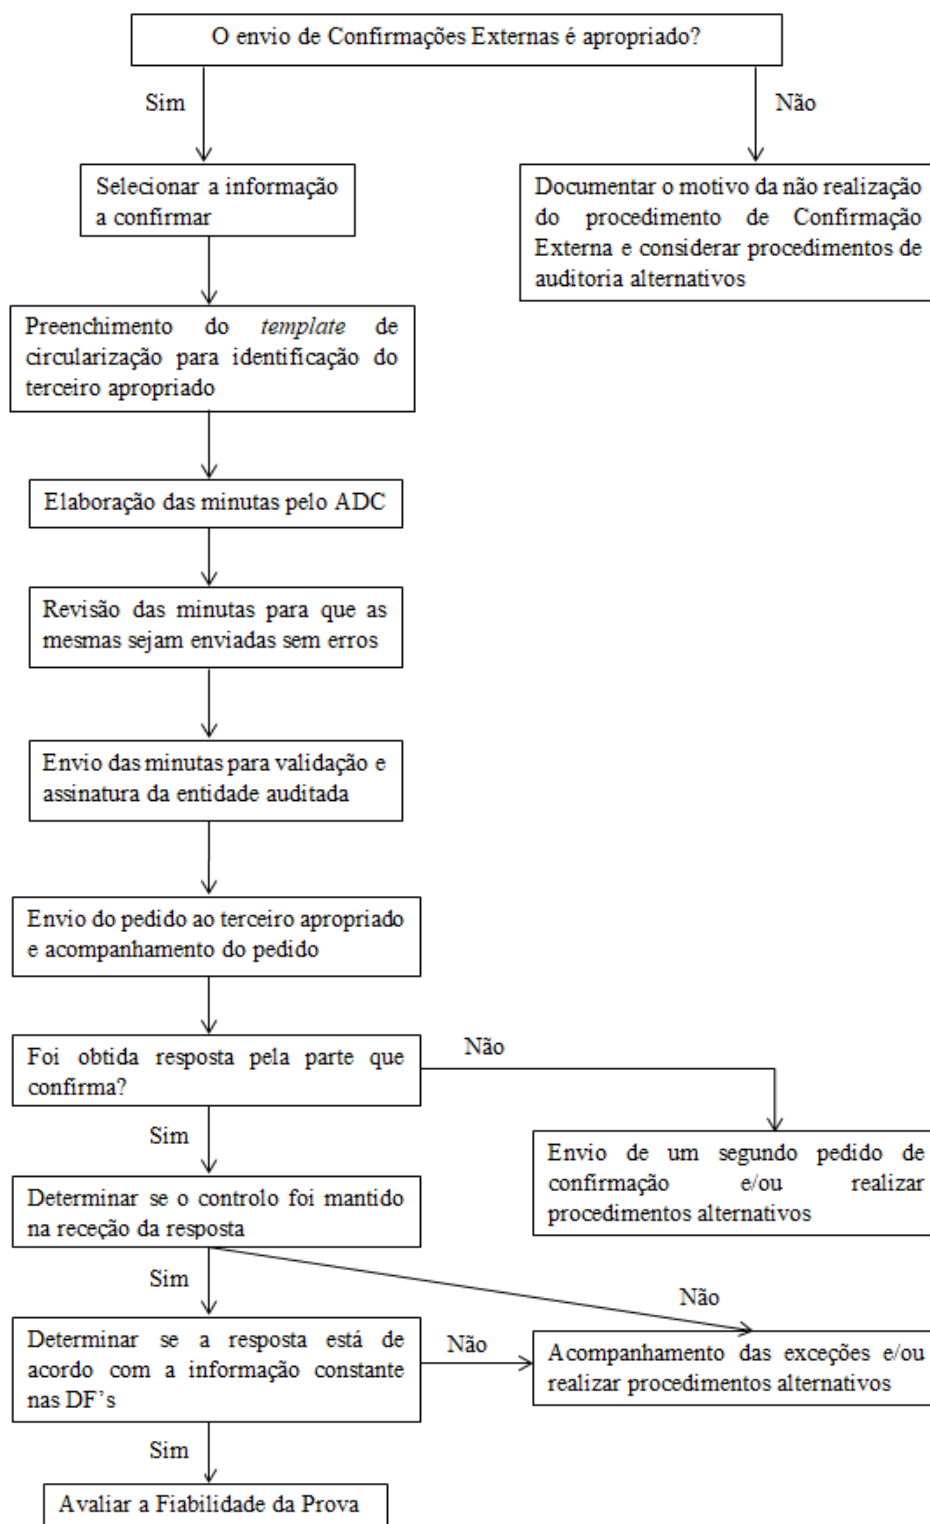 O envio de Confirmações Externas é apropriado?
Sim
Não
Selecionar a informação
a confirmar
Documentar o motivo da não realização
do procedimento de Confirmação
Externa e considerar procedimentos de
auditoria alternativos
Preenchimento do template de
circularização para identificação do
terceiro apropriado
Elaboração das minutas pelo ADC
Revisão das minutas para que as
mesmas sejam enviadas sem erros
Envio das minutas para validação e
assinatura da entidade auditada
Envio do pedido ao terceiro apropriado
e acompanhamento do pedido
Foi obtida resposta pela parte que
confirma?
Não
Sim
Envio de um segundo pedido de
confirmação e/ou realizar
procedimentos alternativos
Determinar se o controlo foi mantido
na receção da resposta
Sim
Não
Determinar se a resposta está de
acordo com a informação constante
nas DF's
Não
Acompanhamento das exceções e/ou
realizar procedimentos alternativos
Sim
Avaliar a Fiabilidade da Prova